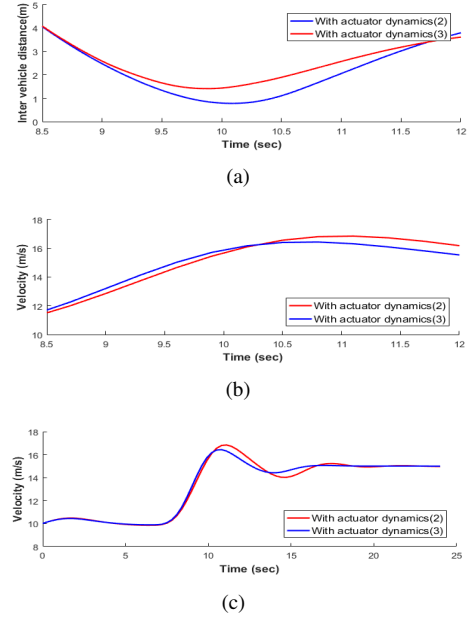 5
4
3
2
1
0
Inter vehicle distance(m)
With actuator dynamics(2)
With actuator dynamics(3)
8.5 9 9.5 10 10.5 11 11.5 12
Time (sec)
(a)
18
16
14
12
10
Velocity (m/s)
With actuator dynamics(2)
With actuator dynamics(3)
8.5 9 9.5 10 10.5 11 11.5 12
Time (sec)
(b)
18
16
14
12
10
8
Velocity (m/s)
With actuator dynamics(2)
With actuator dynamics(3)
0 5 10 15 20 25
Time (sec)
(c)